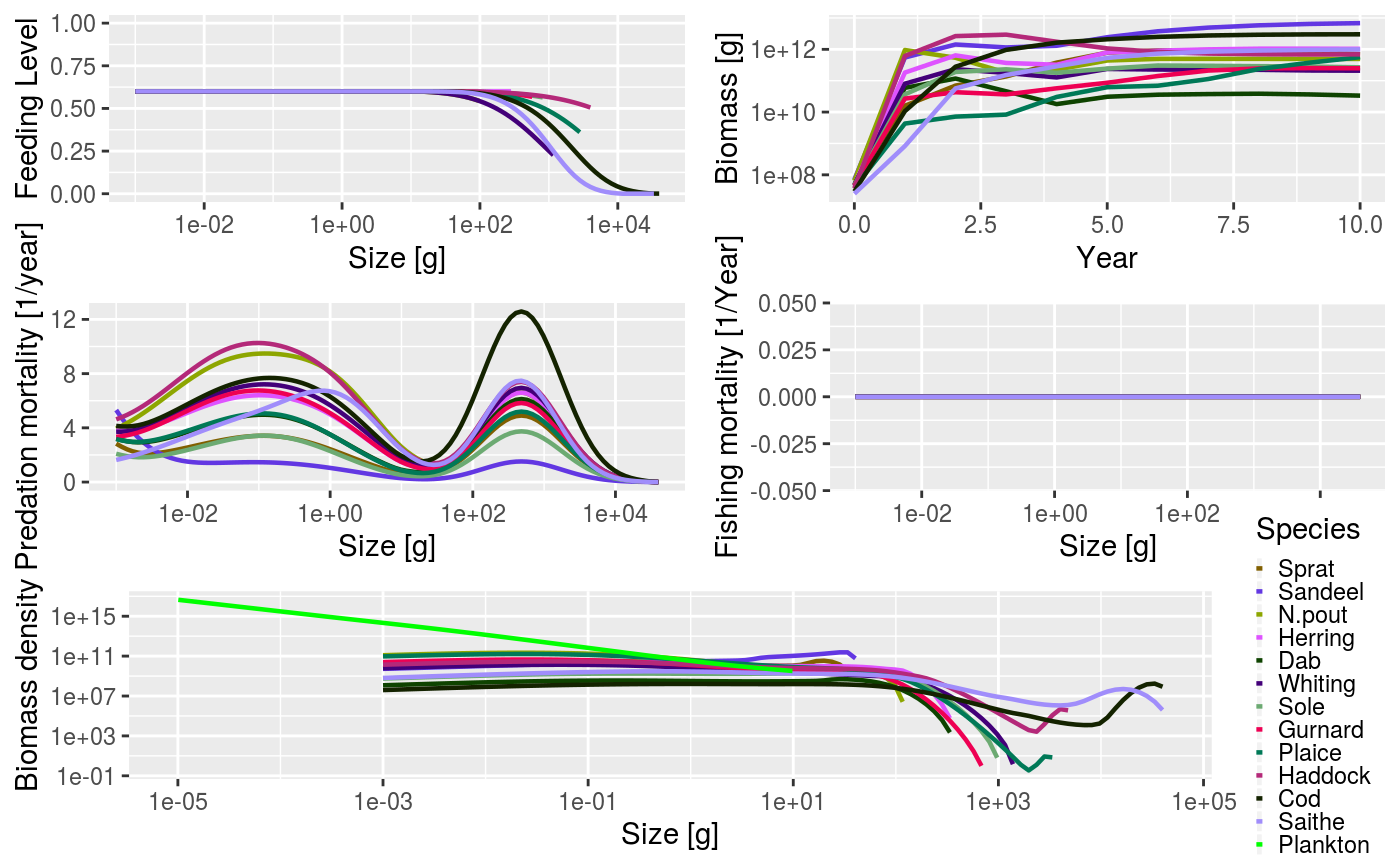 Feeding Level
1.00
0.75
0.50
0.25
0.00
1e-02 1e+00 1e+02 1e+04
Size [g]
Biomass [g]
1e+12
1e+10
1e+08
0.0 2.5 5.0 7.5 10.0
Year
Predation mortality [1/year]
12
8
4
0
1e-02 1e+00 1e+02 1e+04
Size [g]
Fishing mortality [1/Year]
0.050
0.025
0.000
-0.025
-0.050
1e-02 1e+00 1e+02
Size [g]
Biomass density
1e+15
1e+11
1e+07
1e+03
1e-01
1e-05 1e-03 1e-01 1e+01 1e+03 1e+05
Size [g]
Species
Sprat
Sandeel
N.pout
Herring
Dab
Whiting
Sole
Gurnard
Plaice
Haddock
Cod
Saithe
Plankton